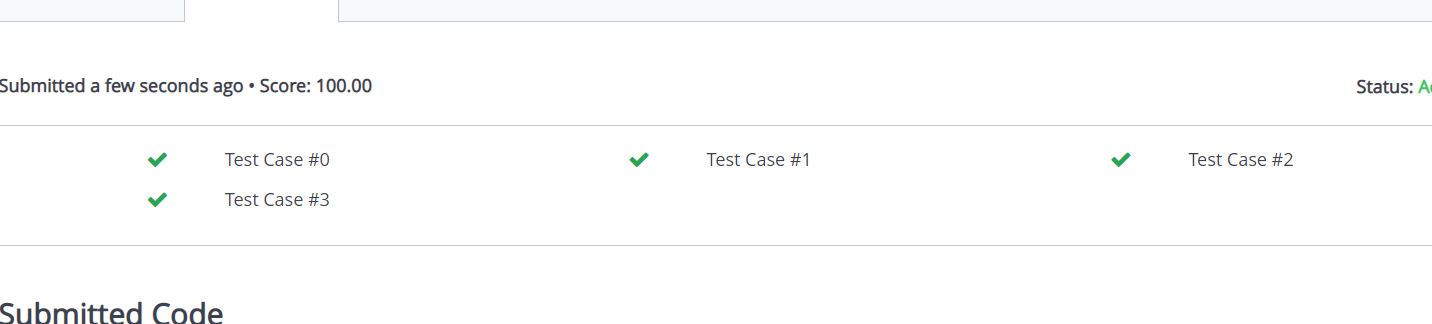 Submitted a few seconds ago • Score: 100.00
Status:
Test Case #0
Test Case #1
Test Case #2
Test Case #3
Submitted Code